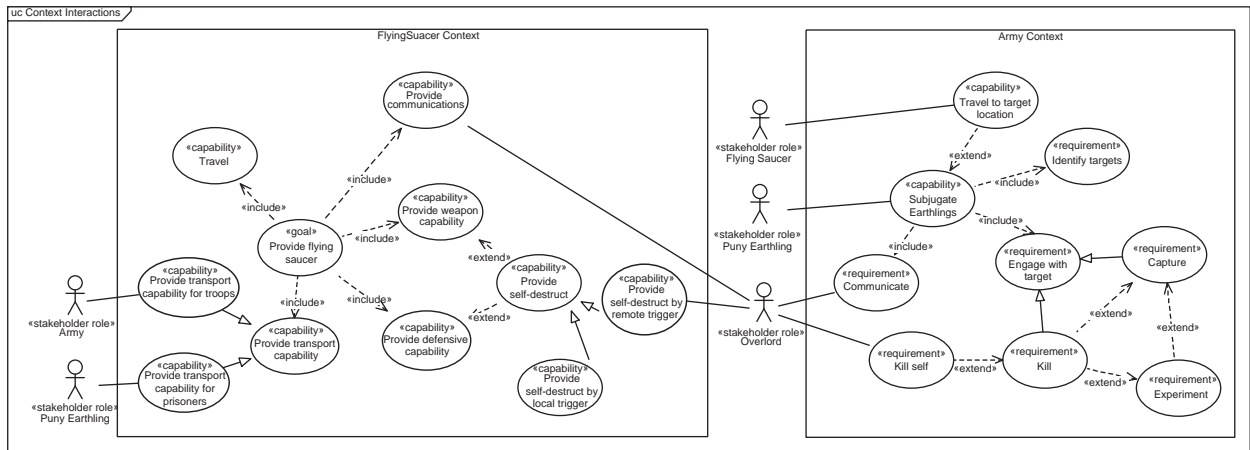 uc Context Interactions
FlyingSuacer Context
«capability»
Provide
communications
«capability»
Travel
«include»
«include»
«capability»
Provide weapon
capability
«include»
«goal»
Provide flying
saucer
«extend»
«capability»
Provide
self-destruct
«capability»
Provide transport
capability for troops
«stakeholder role»
Army
«include»
«include»
«extend»
«capability»
Provide
self-destruct by
remote trigger
«capability»
Provide transport
capability
«capability»
Provide defensive
capability
«capability»
Provide transport
capability for
prisoners
«stakeholder role»
Puny Earthling
«capability»
Provide
self-destruct by
local trigger
«stakeholder role»
Flying Saucer
«stakeholder role»
Puny Earthling
«stakeholder role»
Overlord
Army Context
«capability»
Travel to target
location
«extend»
«requirement»
Identify targets
«include»
«capability»
Subjugate
Earthlings
«include»
«include»
«requirement»
Engage with
target
«requirement»
Capture
«requirement»
Communicate
«extend»
«extend»
«requirement»
Kill self
«extend»
«requirement»
Kill
«extend»
«requirement»
Experiment